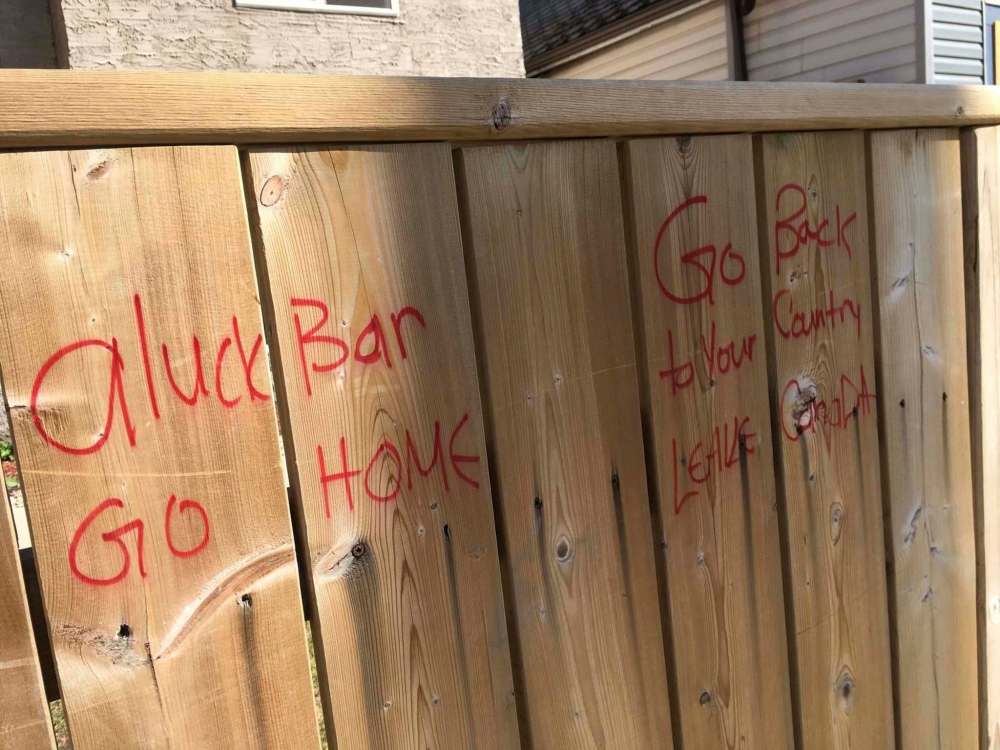 aluck Bar
GO HOME
Go Back
to Your Country
LEAVE CanaDA